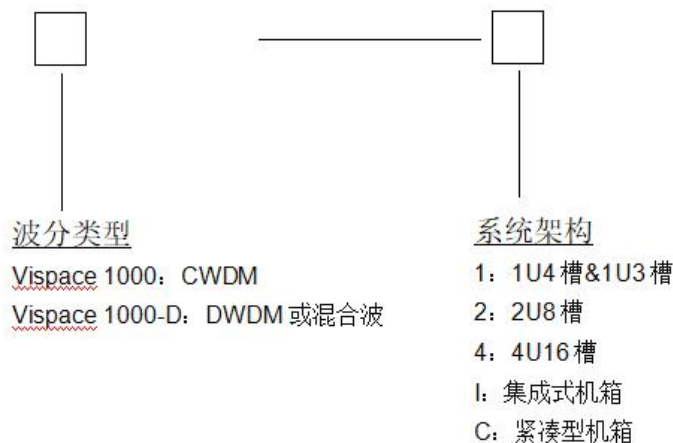 波分类型
Vispace 1000：CWDM
Vispace 1000-D：DWDM 或混合波
系统架构
1：1U4 槽&1U3 槽
2：2U8 槽
4：4U16 槽
I：集成式机箱
C：紧凑型机箱